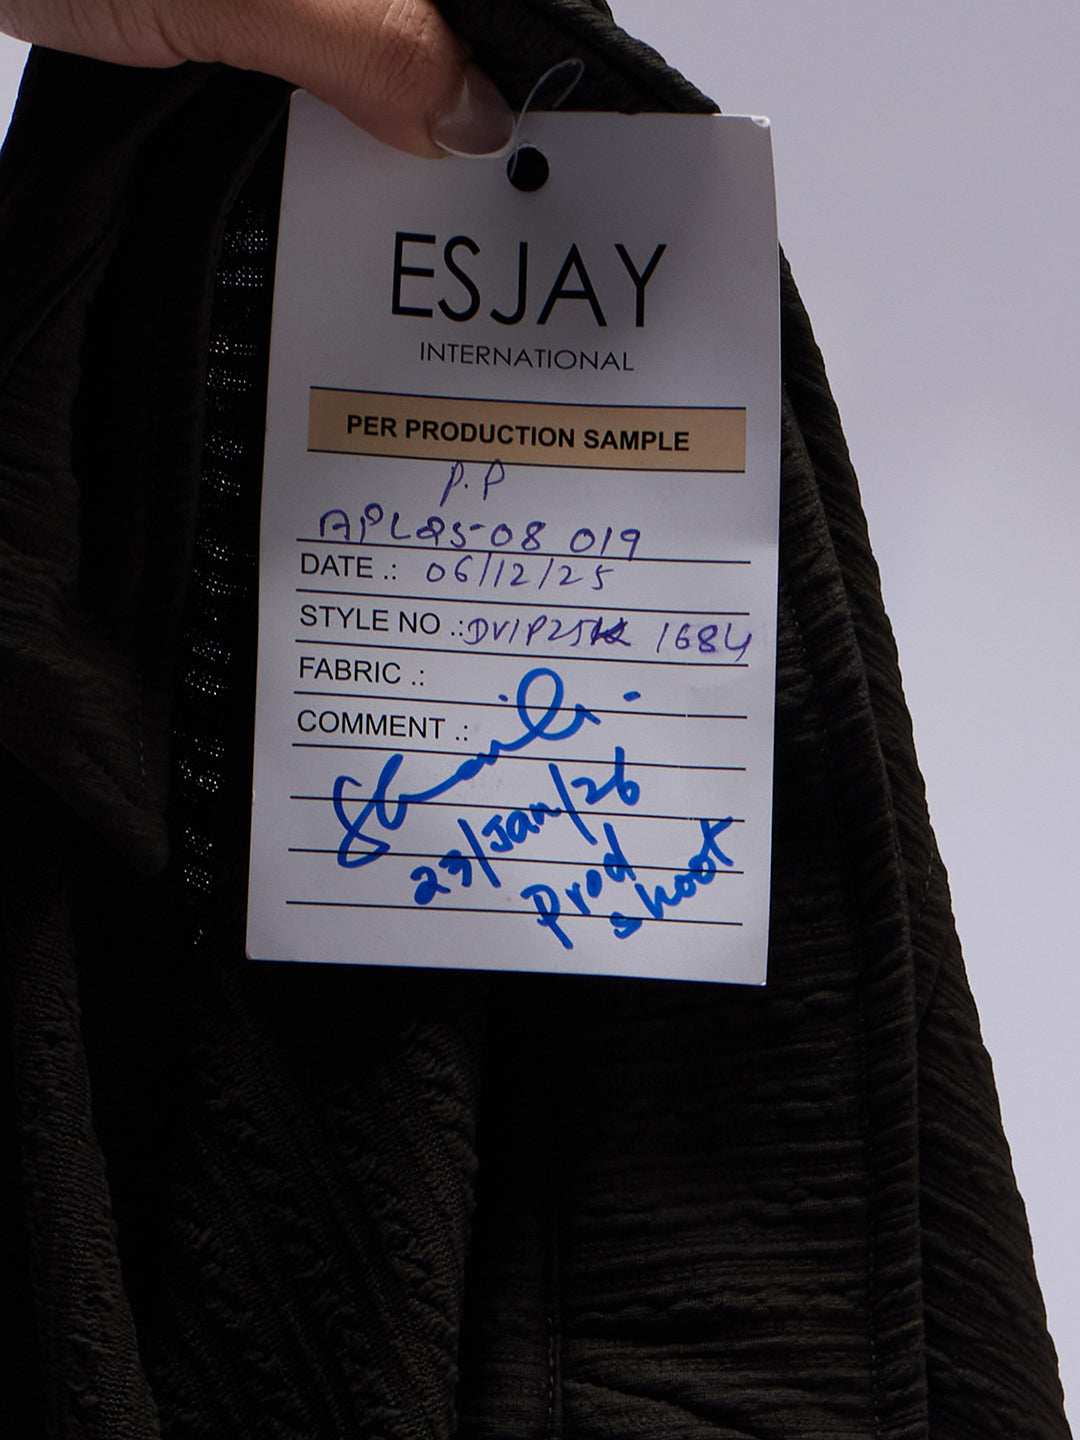 ESJAY
INTERNATIONAL
PER PRODUCTION SAMPLE
P.P
APL25-08 019
DATE .: 06/12/25
STYLE NO .: DV1P25 1684
FABRIC .:
COMMENT .:
23/Jan/26
Prod
shoot